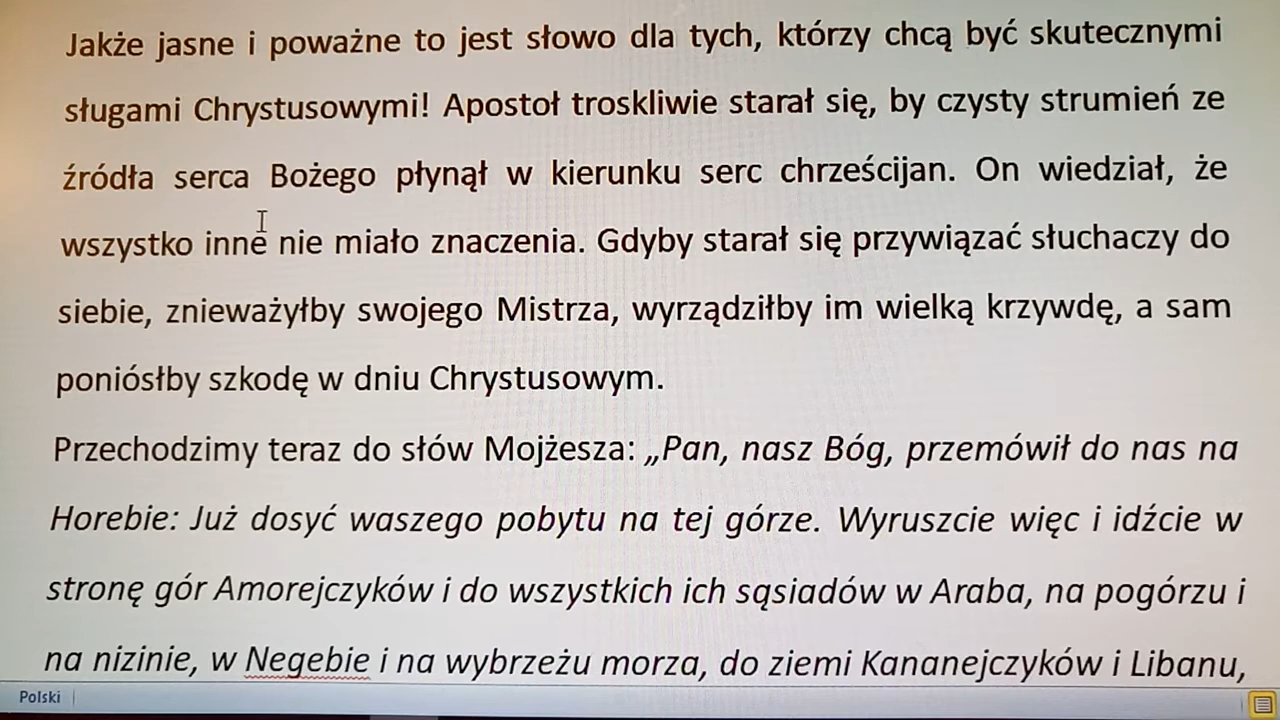 Jakże jasne i poważne to jest słowo dla tych, którzy chcą być skutecznymi
sługami Chrystusowymi! Apostoł troskliwie starał się, by czysty strumień ze
źródła serca Bożego płynął w kierunku serc chrześcijan. On wiedział, że
wszystko inne nie miało znaczenia. Gdyby starał się przywiązać słuchaczy do
siebie, znieważyłby swojego Mistrza, wyrządziłby im wielką krzywdę, a sam
poniósłby szkodę w dniu Chrystusowym.
Przechodzimy teraz do słów Mojżesza: „Pan, nasz Bóg, przemówił do nas na
Horebie: Już dosyć waszego pobytu na tej górze. Wyruszcie więc i idźcie w
stronę gór Amorejczyków i do wszystkich ich sąsiadów w Araba, na pogórzu i
na nizinie, w Negebie i na wybrzeżu morza, do ziemi Kananejczyków i Libanu,
Polski